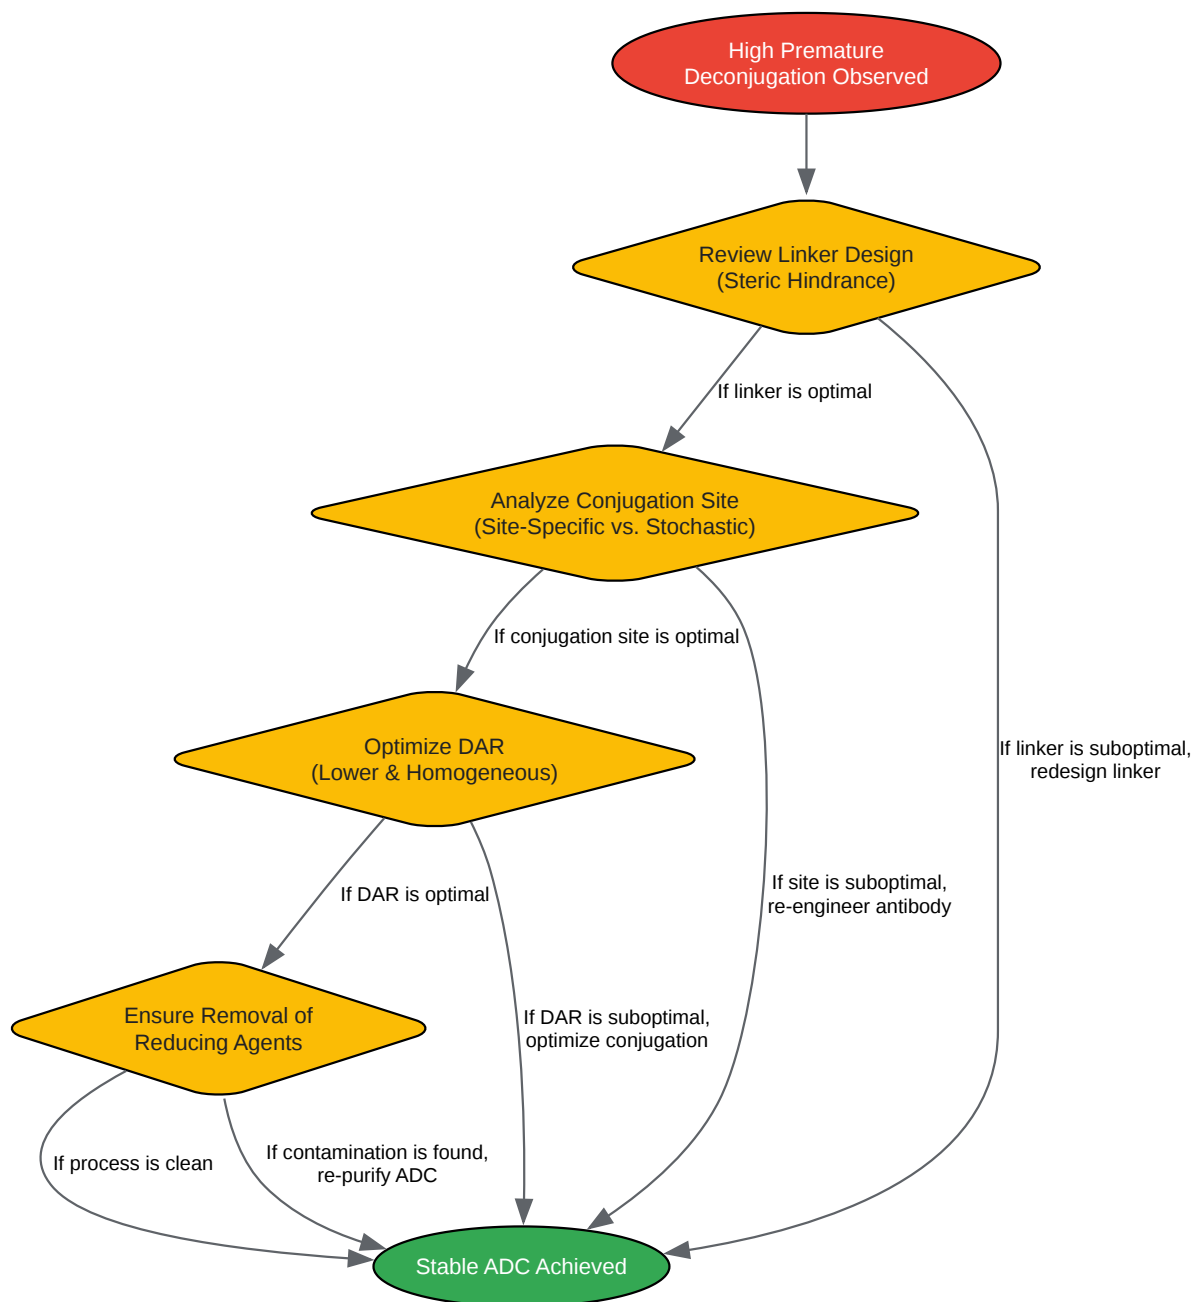 High Premature
Deconjugation Observed
Review Linker Design
(Steric Hindrance)
If linker is optimal
Analyze Conjugation Site
(Site-Specific vs. Stochastic)
If conjugation site is optimal
Optimize DAR
(Lower & Homogeneous)
If linker is suboptimal,
redesign linker
If DAR is optimal
If site is suboptimal,
re-engineer antibody
Ensure Removal of
Reducing Agents
If DAR is suboptimal,
optimize conjugation
If process is clean
If contamination is found,
re-purify ADC
Stable ADC Achieved